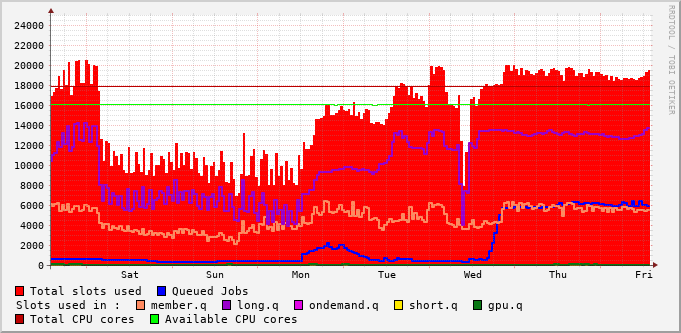 24000
22000
20000
18000
16000
14000
12000
10000
8000
6000
4000
2000
0
Sat Sun Mon Tue Wed Thu Fri
RRDTOOL / TOBI OETIKER
Total slots used Queued Jobs
Slots used in : member.q long.q ondemand.q short.q gpu.q
Total CPU cores Available CPU cores